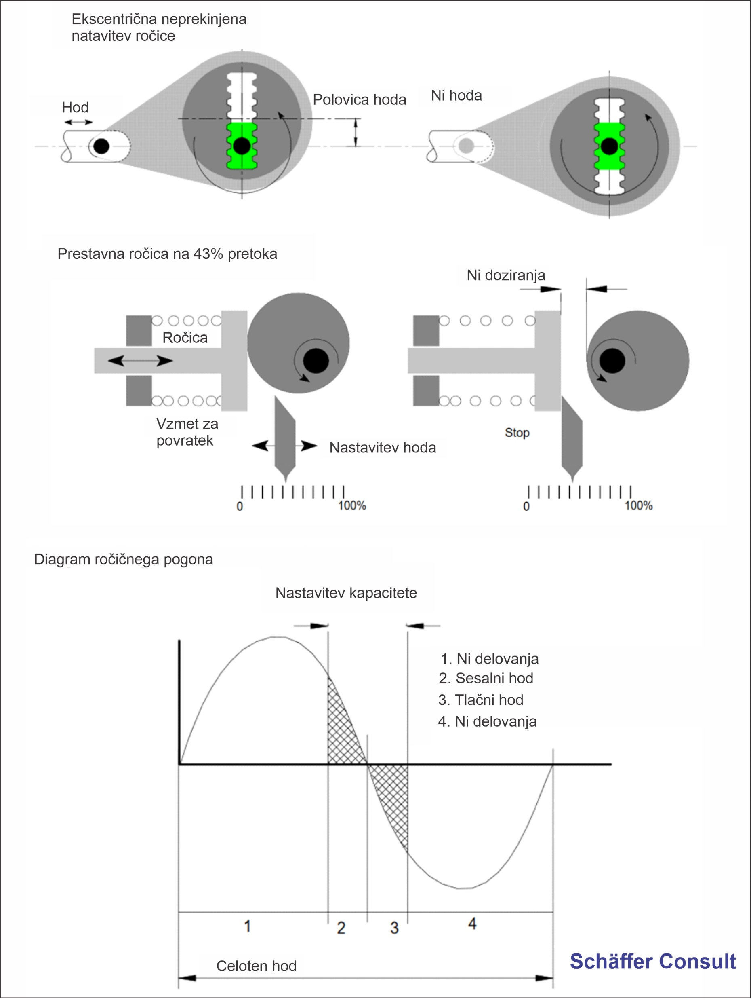 Ekscentrična neprekinjena
natavitev ročice
Hod
Polovica hoda
Ni hoda
Prestavna ročica na 43% pretoka
Ni doziranja
Ročica
Vzmet za
povratek
Nastavitev hoda
Stop
0
100%
0
100%
Diagram ročičnega pogona
Nastavitev kapacitete
1. Ni delovanja
2. Sesalni hod
3. Tlačni hod
4. Ni delovanja
1
2
3
4
Celoten hod
Schäffer Consult